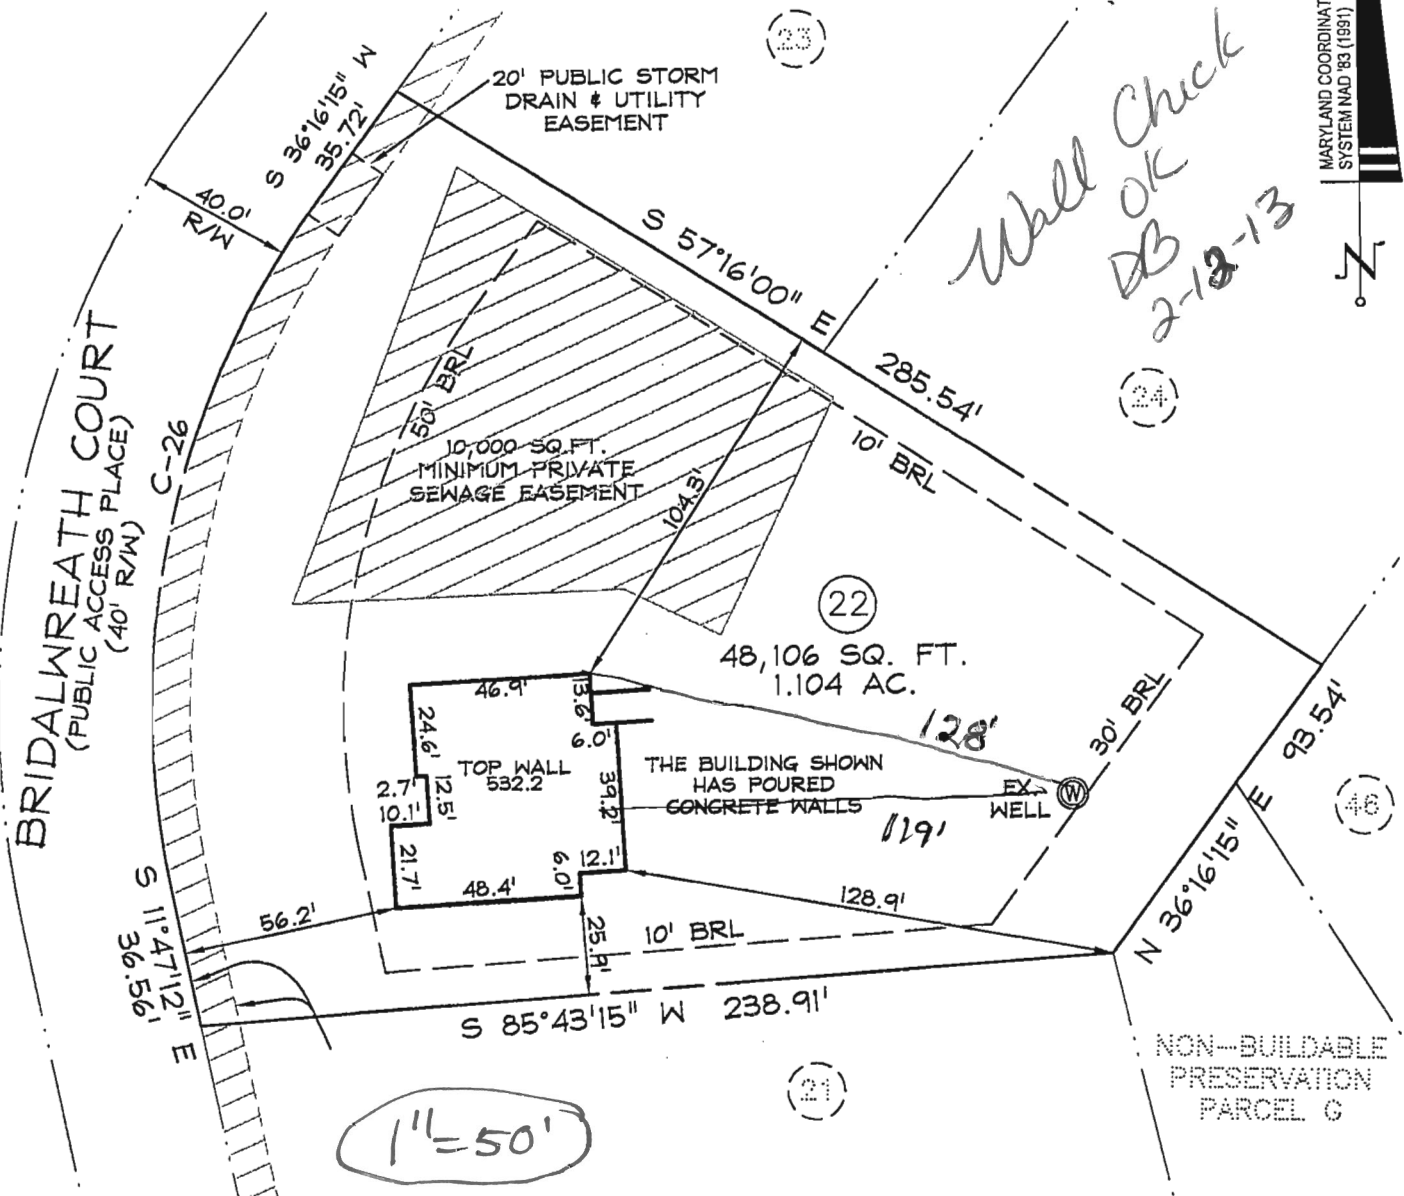 23
MARYLAND COORDINAT
SYSTEM NAD '83 (1991)
N
Wall Check
OK
DB
2-12-13
20' PUBLIC STORM
DRAIN & UTILITY
EASEMENT
S 36°16'15" W
35.72'
40.0'
R/W
S 57°16'00" E
285.54'
24
50' BRL
10' BRL
10,000 SQ.FT.
MINIMUM PRIVATE
SEWAGE EASEMENT
104.3'
C-26
BRIDALWREATH COURT
(PUBLIC ACCESS PLACE)
(40' R/W)
22
48,106 SQ. FT.
1.104 AC.
46.9'
13.6'
24.6'
6.0'
128'
30' BRL
93.54'
TOP WALL
532.2
THE BUILDING SHOWN
HAS POURED
CONCRETE WALLS
EX.
WELL
W
2.7'
10.1'
12.5'
39.2'
119'
46
21.7'
48.4'
6.0'
12.1'
128.9'
N 36°16'15" E
56.2'
25.9'
10' BRL
S 11°47'12" E
36.56'
S 85°43'15" W 238.91'
21
NON-BUILDABLE
PRESERVATION
PARCEL G
1"=50'